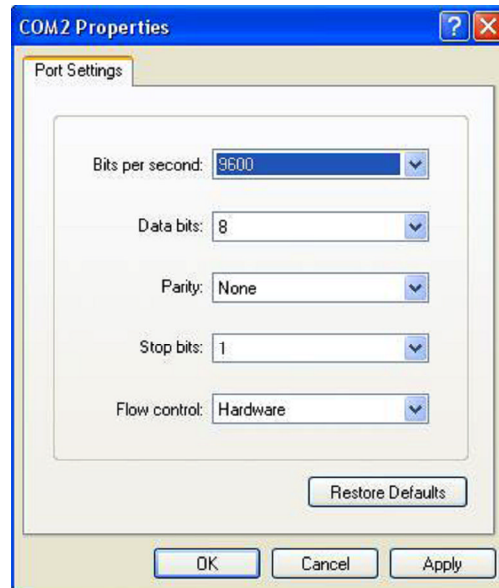 COM2 Properties
Port Settings
Bits per second: 9600
Data bits: 8
Parity: None
Stop bits: 1
Flow control: Hardware
Restore Defaults
OK Cancel Apply